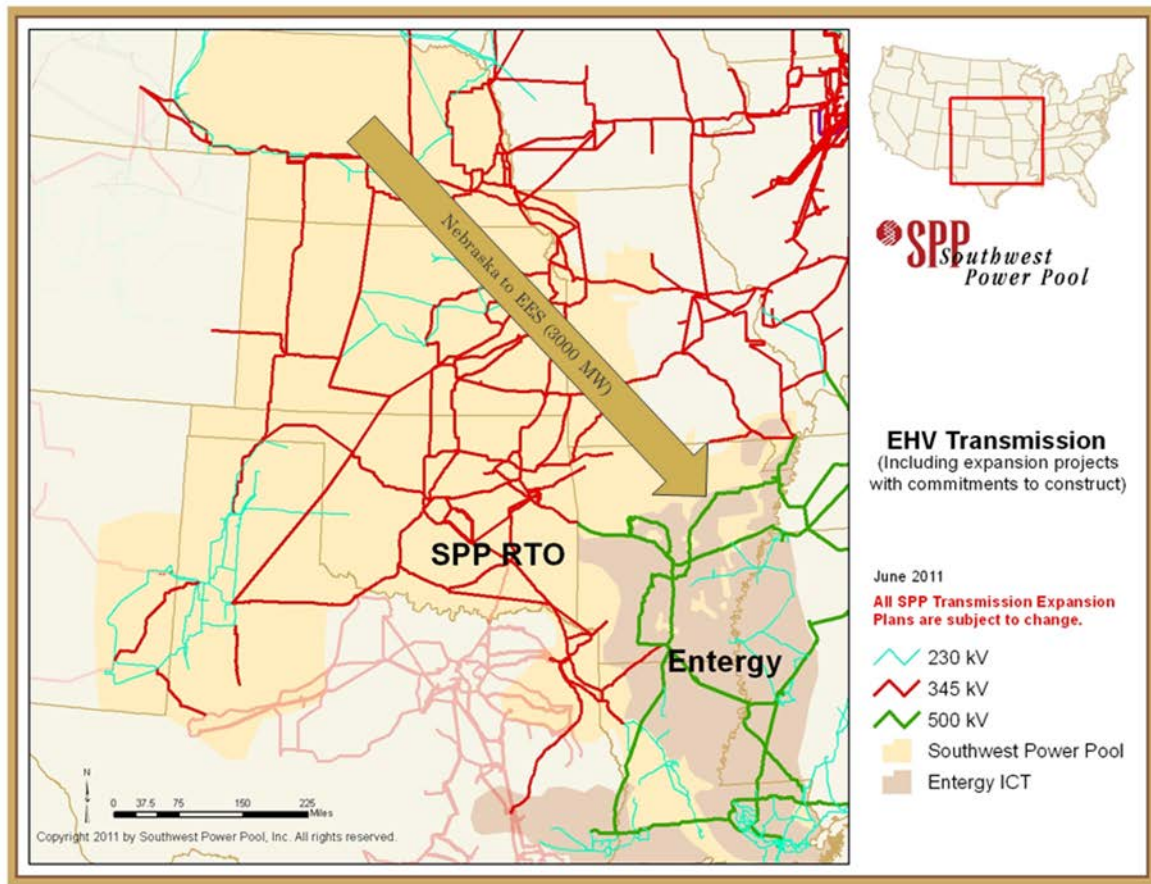 Nebraska to EES (3000 MW)
SPP RTO
Entergy
N
0 37.5 75 150 225
Miles
Copyright 2011 by Southwest Power Pool, Inc. All rights reserved.
SPP Southwest
Power Pool
EHV Transmission
(Including expansion projects
with commitments to construct)
June 2011
All SPP Transmission Expansion
Plans are subject to change.
230 kV
345 kV
500 kV
Southwest Power Pool
Entergy ICT